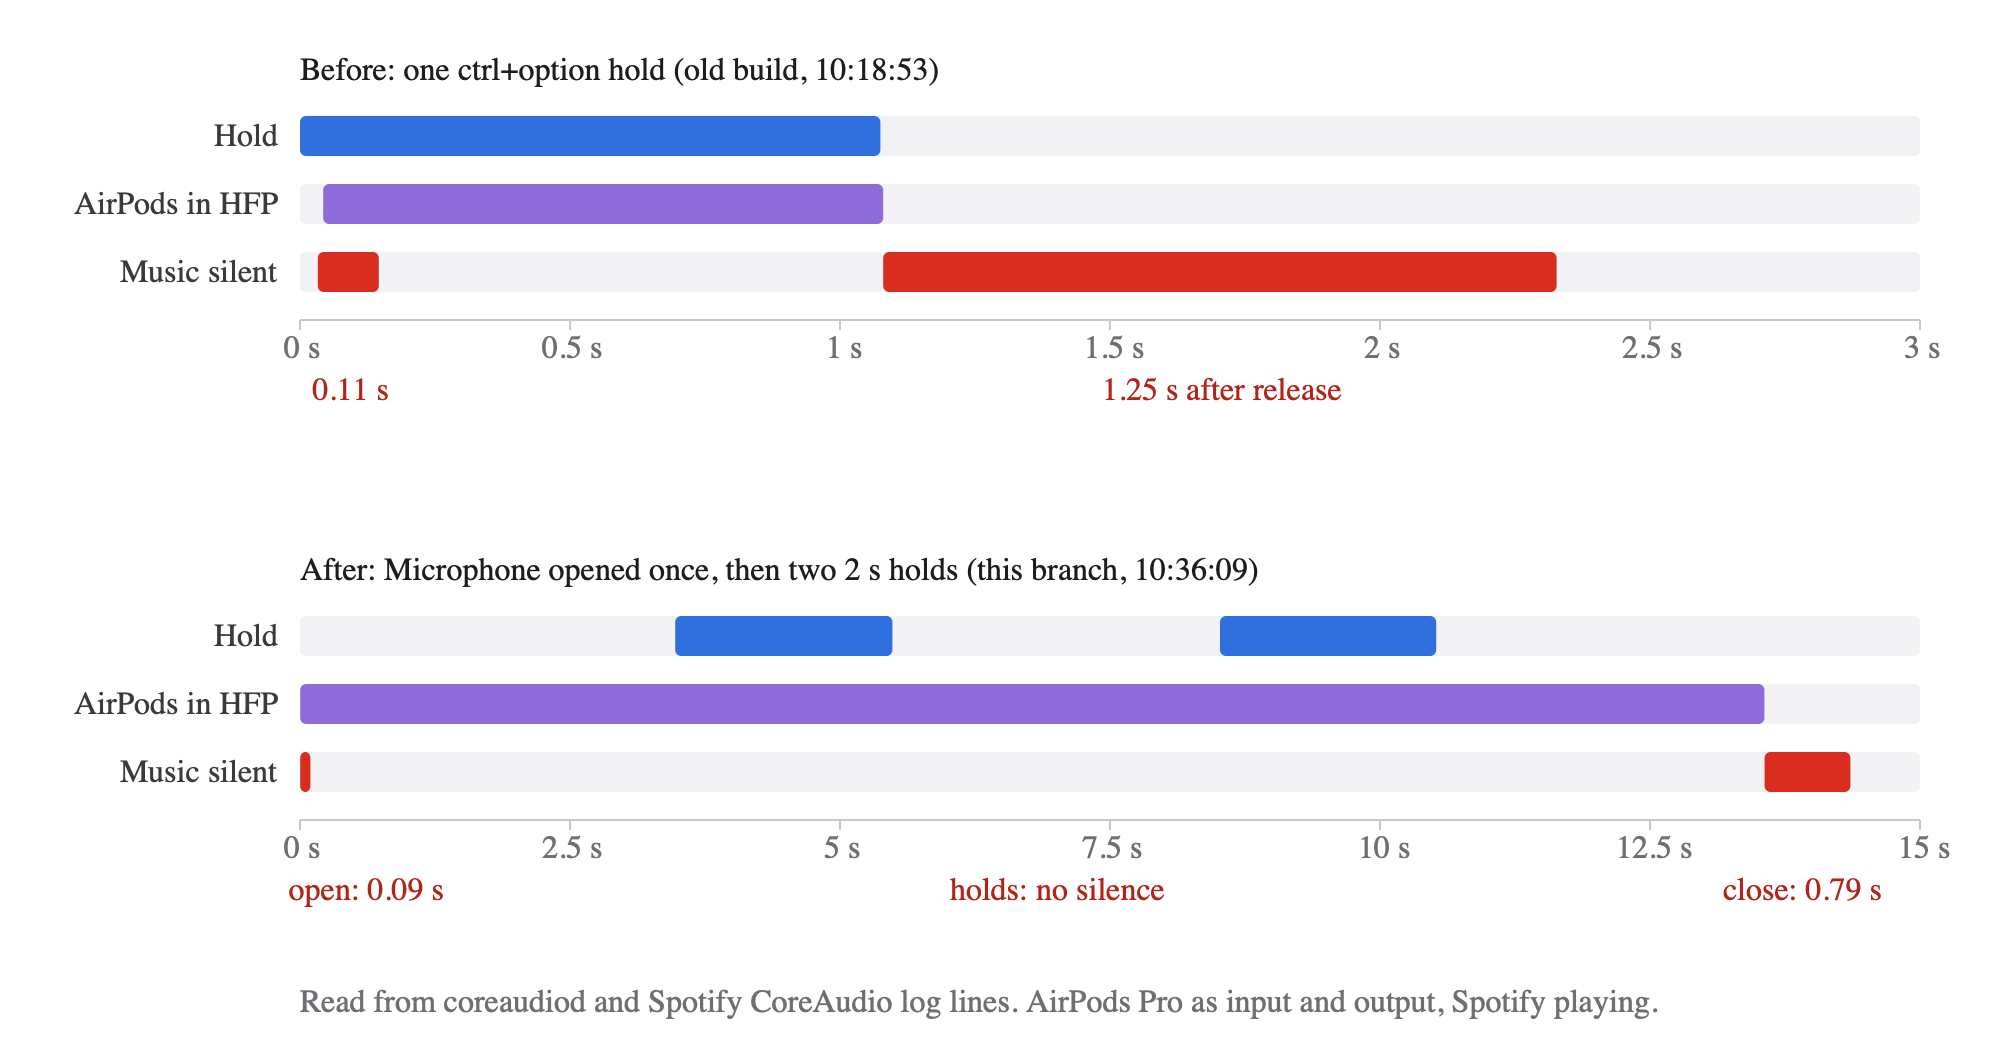 Before: one ctrl+option hold (old build, 10:18:53)
Hold
AirPods in HFP
Music silent
0 s 0.5 s 1 s 1.5 s 2 s 2.5 s 3 s
0.11 s 1.25 s after release
After: Microphone opened once, then two 2 s holds (this branch, 10:36:09)
Hold
AirPods in HFP
Music silent
0 s 2.5 s 5 s 7.5 s 10 s 12.5 s 15 s
open: 0.09 s holds: no silence close: 0.79 s
Read from coreaudiod and Spotify CoreAudio log lines. AirPods Pro as input and output, Spotify playing.